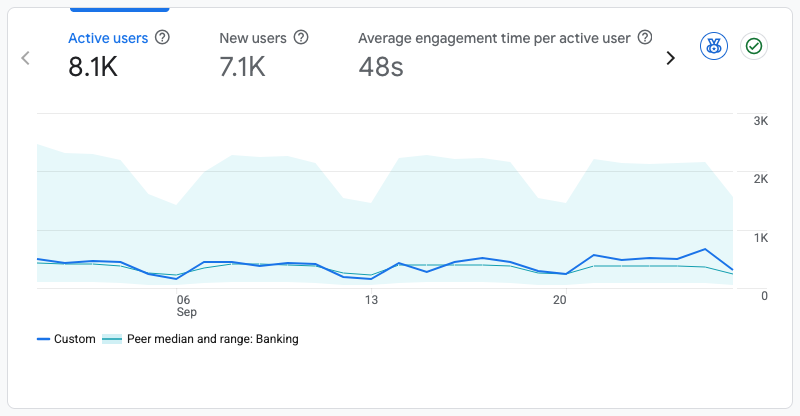 Active users
8.1K
New users
7.1K
Average engagement time per active user
48s
3K
2K
1K
0
06
Sep
13
20
Custom
Peer median and range: Banking